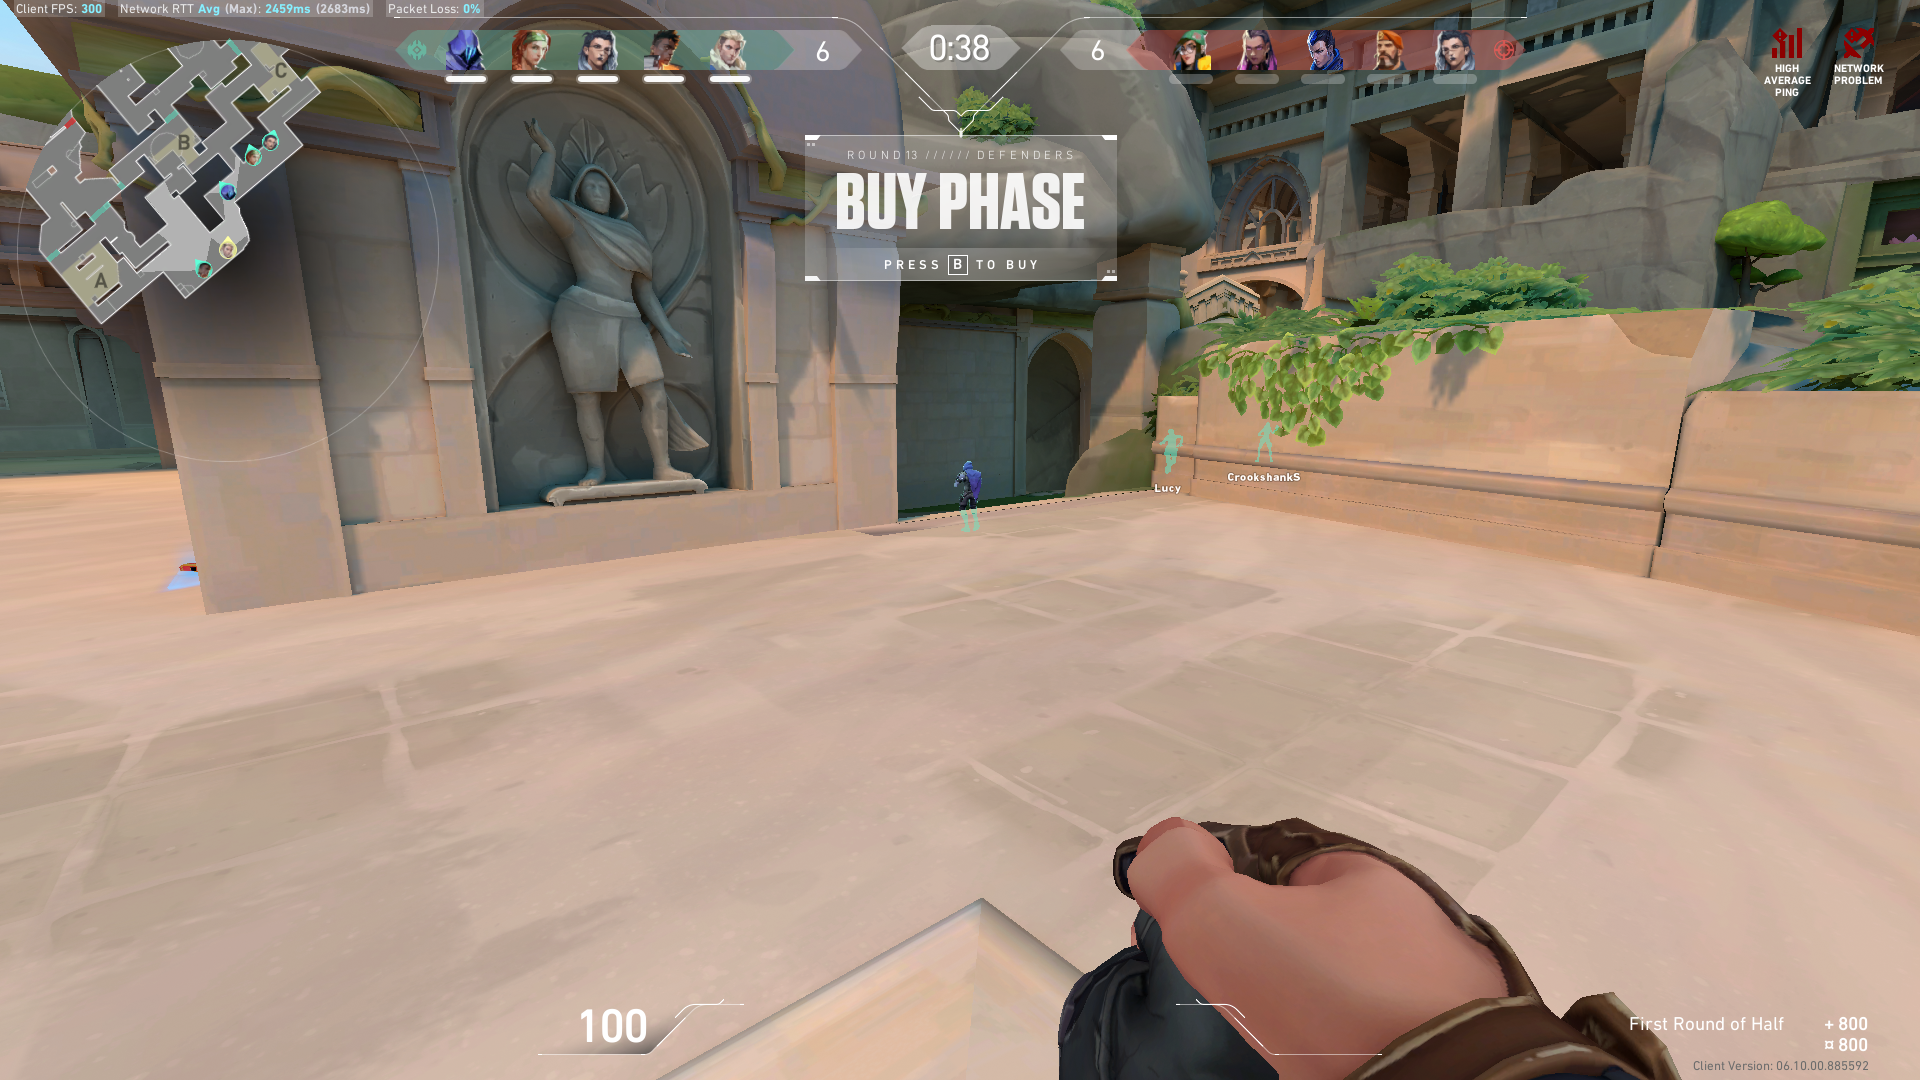 Client FPS: 300 Network RTT Avg (Max): 2459ms (2683ms) Packet Loss: 0%
6 0:38 6
HIGH AVERAGE PING
NETWORK PROBLEM
C
B
A
ROUND 13 ////// DEFENDERS
BUY PHASE
PRESS B TO BUY
Lucy
CrookshankS
100
First Round of Half + 800
¤ 800
Client Version: 06.10.00.885592